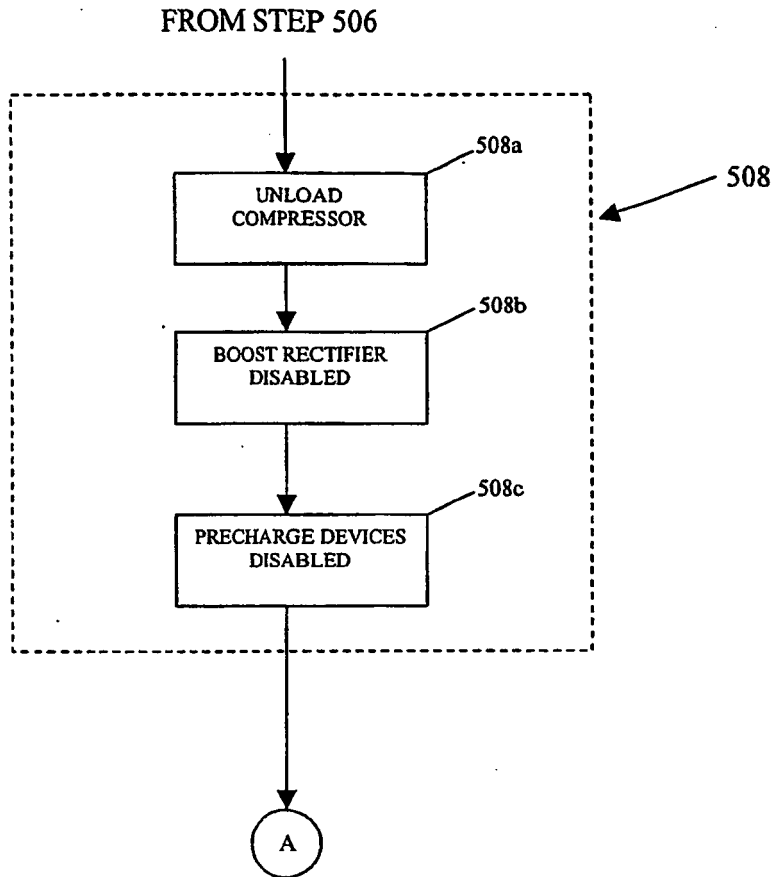 FROM STEP 506
508a
UNLOAD
COMPRESSOR
508
508b
BOOST RECTIFIER
DISABLED
508c
PRECHARGE DEVICES
DISABLED
A